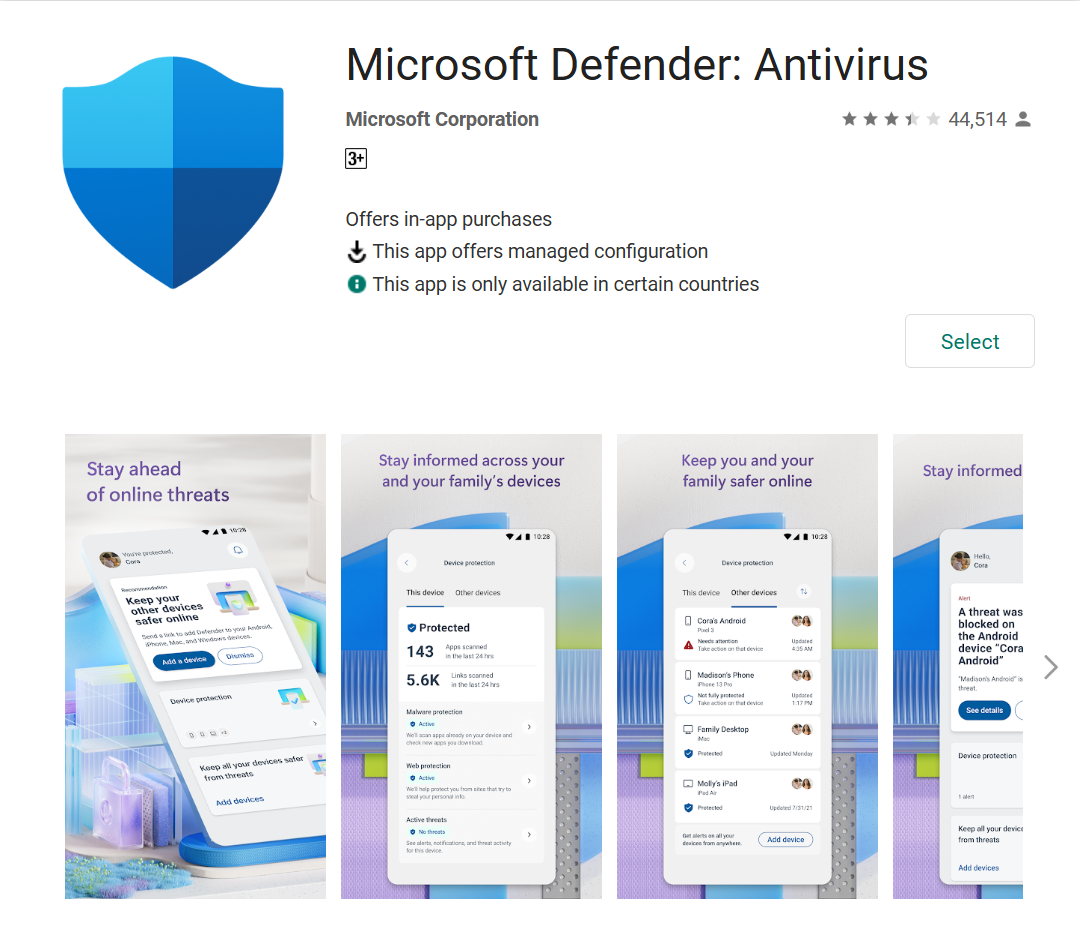 Microsoft Defender: Antivirus
Microsoft Corporation
44,514
3+
Offers in-app purchases
This app offers managed configuration
This app is only available in certain countries
Select
Stay ahead
of online threats
10:28
You're protected,
Cora
Recommendation
Keep your
other devices
safer online
Send a link to add Defender to your Android,
iPhone, Mac, and Windows devices.
Add a device
Dismiss
Device protection
+4
Keep all your devices safer
from threats
Add devices
Stay informed across your
and your family's devices
10:28
Device protection
This device
Other devices
Protected
143
Apps scanned
in the last 24 hrs
5.6K
Links scanned
in the last 24 hrs
Malware protection
Active
We'll scan apps already on your device and
check new apps you download.
Web protection
Active
We'll help protect you from sites that try to
steal your personal info.
Active threats
No threats
See alerts, notifications, and threat activity
for this device.
Keep you and your
family safer online
10:28
Device protection
This device
Other devices
Cora's Android
Pixel 3
Needs attention
Take action on that device
Updated
4:35 AM
Madison's Phone
iPhone 13 Pro
Not fully protected
Take action on that device
Updated
1:17 PM
Family Desktop
iMac
Protected
Updated Monday
Molly's iPad
iPad Air
Protected
Updated 7/31/21
Get alerts on all your
devices from anywhere.
Add device
Stay informed
Hello,
Cora
Alert
A threat was
blocked on
the Android
device "Cora
Android"
"Madison's Android" is
threat.
See details
Device protection
1 alert
Keep all your device
from threats
Add devices